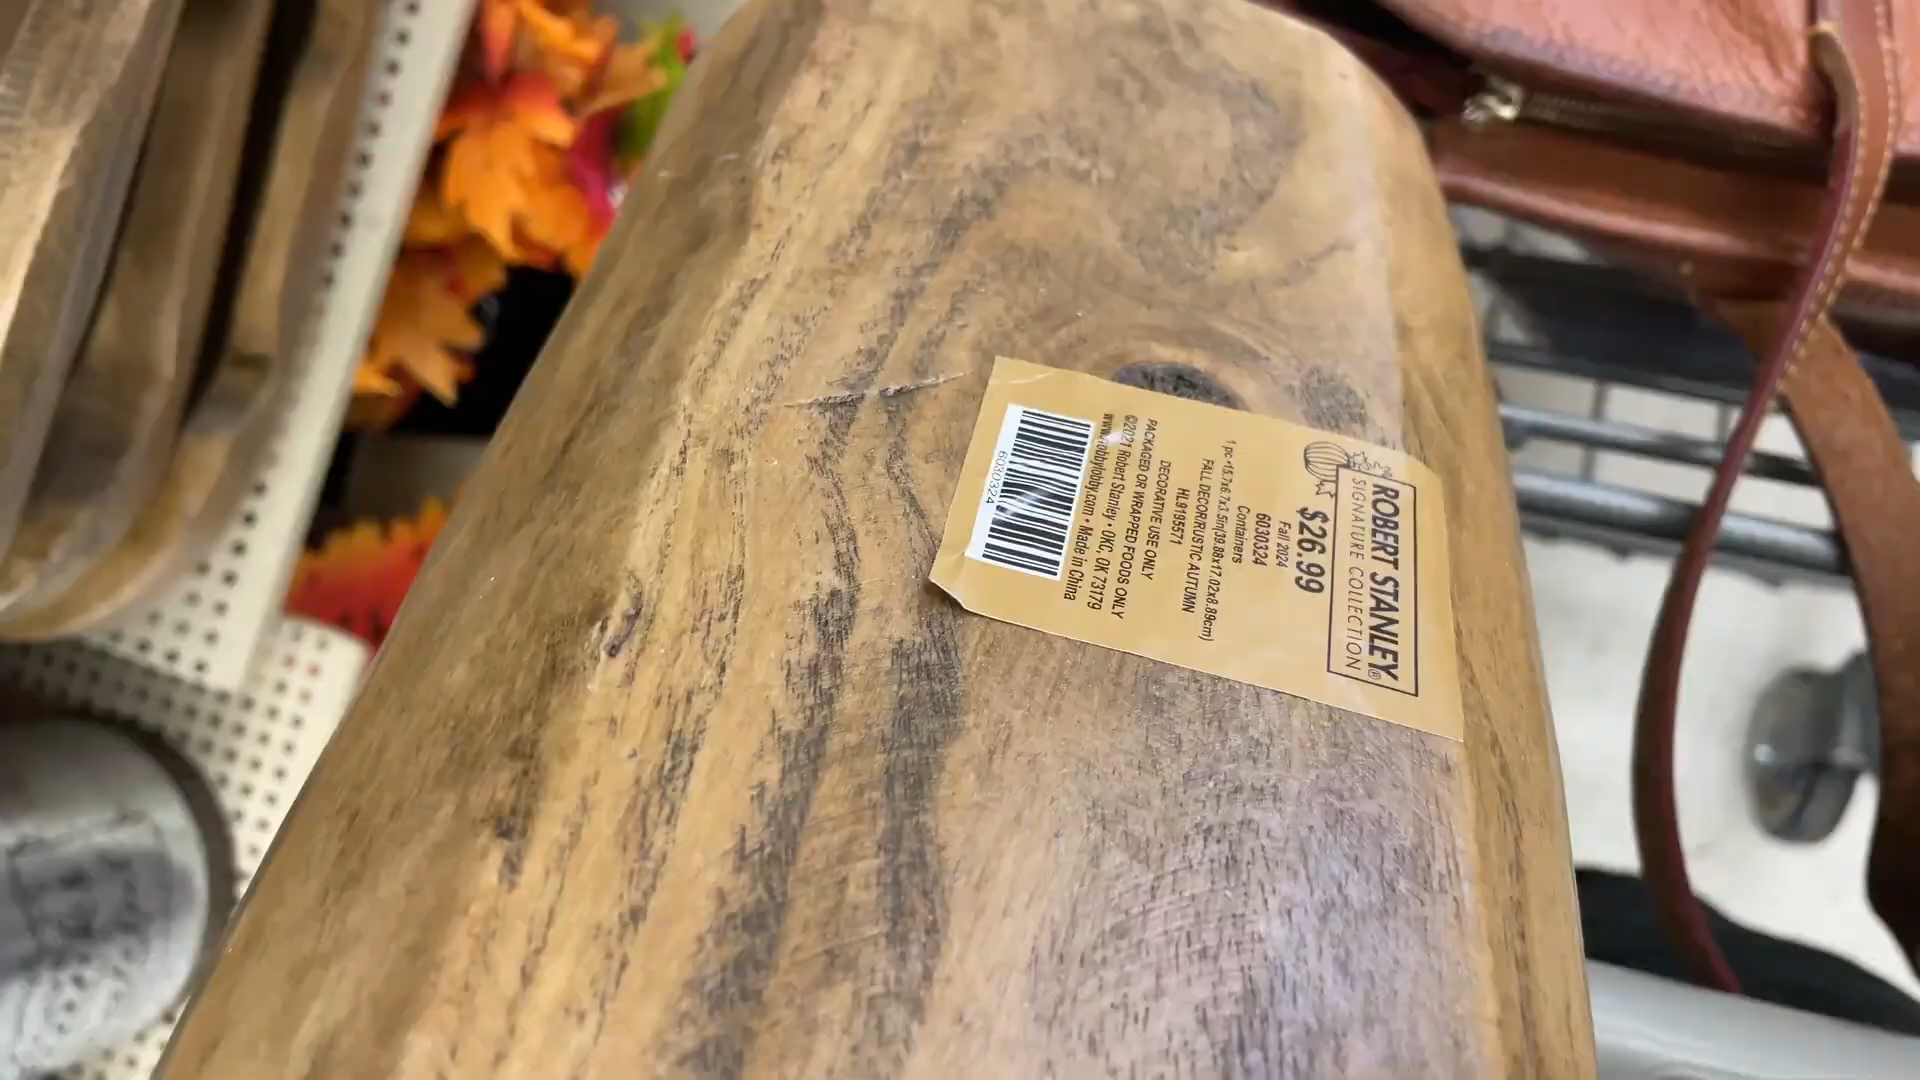 ROBERT STANLEY®
SIGNATURE COLLECTION
$26.99
Fall 2024
6030324
Containers
1 pc •15.7x6.7x3.5in(39.88x17.02x8.89cm)
FALL DECOR/RUSTIC AUTUMN
HL8195571
DECORATIVE USE ONLY
PACKAGED OR WRAPPED FOODS ONLY
©2021 Robert Stanley • OKC, OK 73179
www.hobbylobby.com • Made in China
6030324